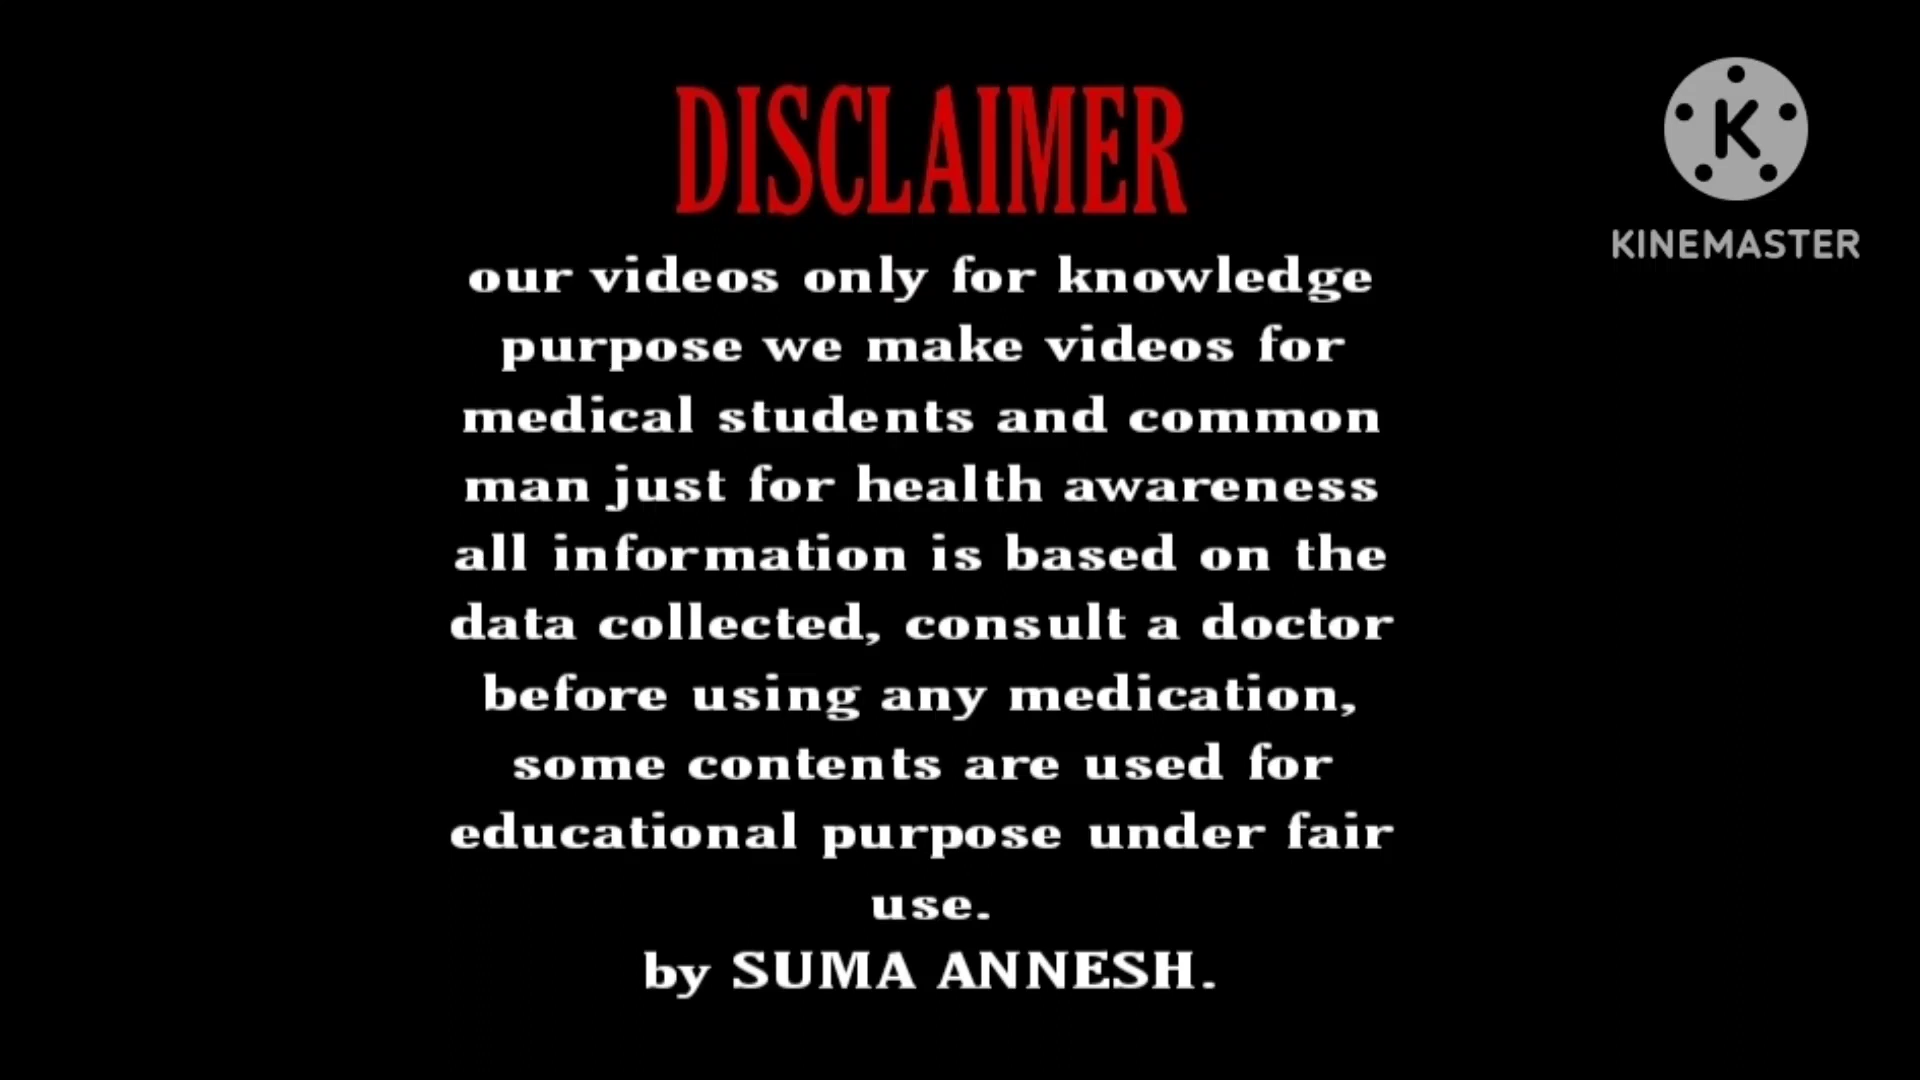 DISCLAIMER
K
KINEMASTER
our videos only for knowledge
purpose we make videos for
medical students and common
man just for health awareness
all information is based on the
data collected, consult a doctor
before using any medication,
some contents are used for
educational purpose under fair
use.
by SUMA ANNESH.